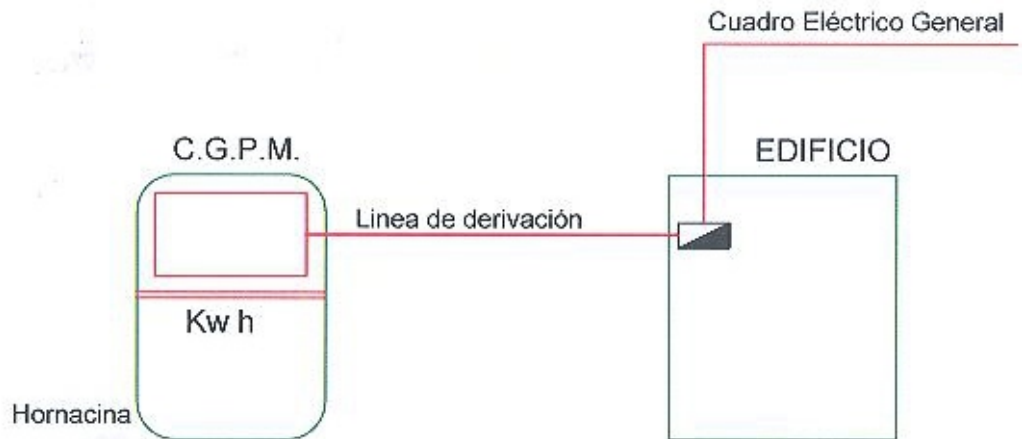 Cuadro Eléctrico General
C.G.P.M.
EDIFICIO
Linea de derivación
Kw h
Hornacina